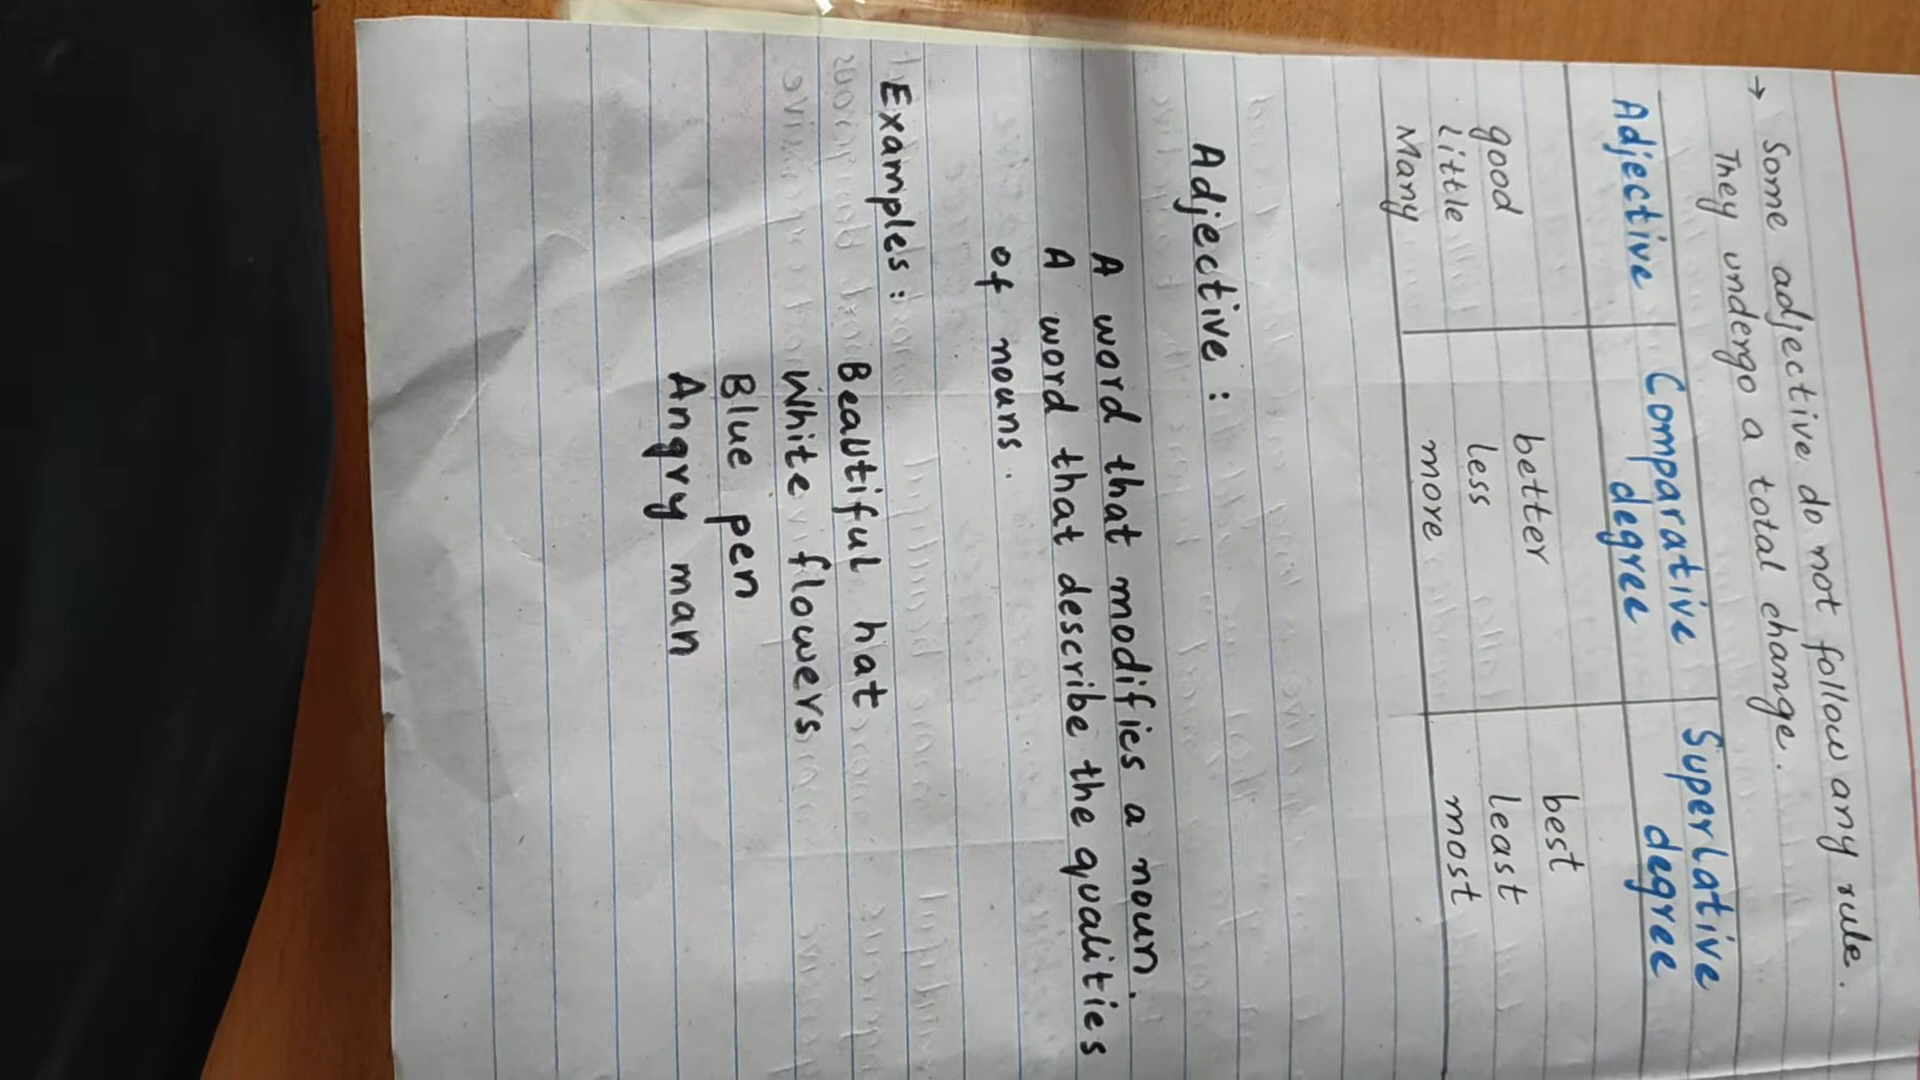 → Some adjective do not follow any rule.
They undergo a total change.
Adjective Comparative degree Superlative degree
good better best
little less least
Many more most
Adjective :
A word that modifies a noun.
A word that describe the qualities
of nouns.
Examples :
Beautiful hat
White flowers
Blue pen
Angry man